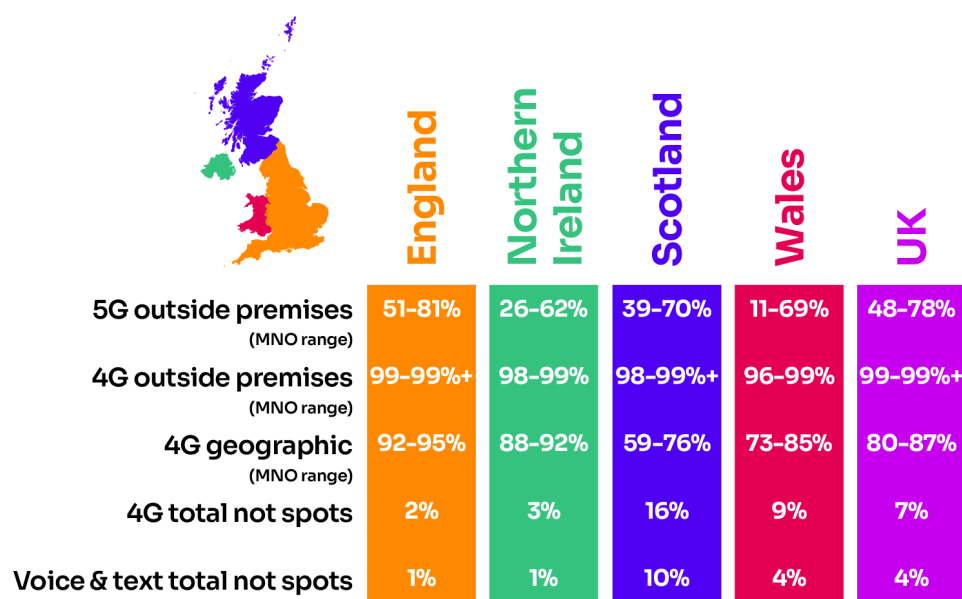 England
Northern
Ireland
Scotland
Wales
UK
5G outside premises 51–81% 26–62% 39–70% 11–69% 48–78%
(MNO range)
4G outside premises 99–99%+ 98–99% 98–99%+ 96–99% 99–99%+
(MNO range)
4G geographic 92–95% 88–92% 59–76% 73–85% 80–87%
(MNO range)
4G total not spots 2% 3% 16% 9% 7%
Voice & text total not spots 1% 1% 10% 4% 4%